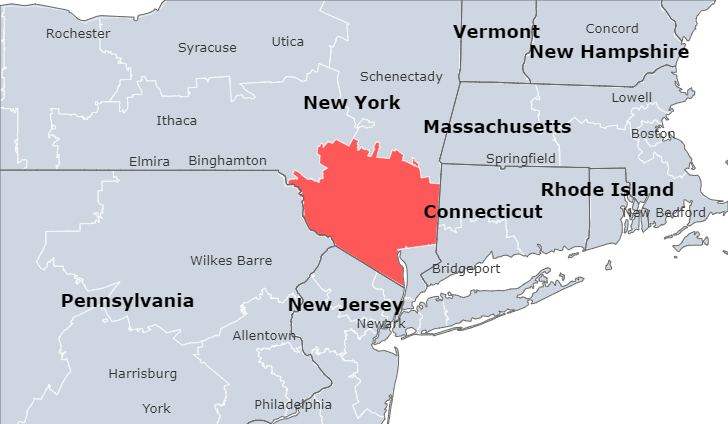 Rochester
Syracuse
Utica
Vermont
Concord
New Hampshire
Schenectady
New York
Lowell
Ithaca
Massachusetts
Boston
Elmira
Binghamton
Springfield
Rhode Island
Connecticut
New Bedford
Wilkes Barre
Bridgeport
Pennsylvania
New Jersey
Newark
Allentown
Harrisburg
York
Philadelphia